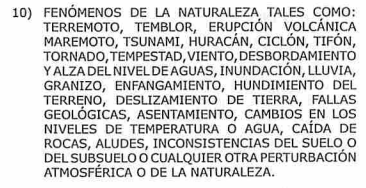 10) FENÓMENOS DE LA NATURALEZA TALES COMO:
TERREMOTO, TEMBLOR, ERUPCIÓN VOLCÁNICA
MAREMOTO, TSUNAMI, HURACÁN, CICLÓN, TIFÓN,
TORNADO, TEMPESTAD, VIENTO, DESBORDAMIENTO
Y ALZA DEL NIVEL DE AGUAS, INUNDACIÓN, LLUVIA,
GRANIZO, ENFANGAMIENTO, HUNDIMIENTO DEL
TERRENO, DESLIZAMIENTO DE TIERRA, FALLAS
GEOLÓGICAS, ASENTAMIENTO, CAMBIOS EN LOS
NIVELES DE TEMPERATURA O AGUA, CAÍDA DE
ROCAS, ALUDES, INCONSISTENCIAS DEL SUELO O
DEL SUBSUELO O CUALQUIER OTRA PERTURBACIÓN
ATMOSFÉRICA O DE LA NATURALEZA.